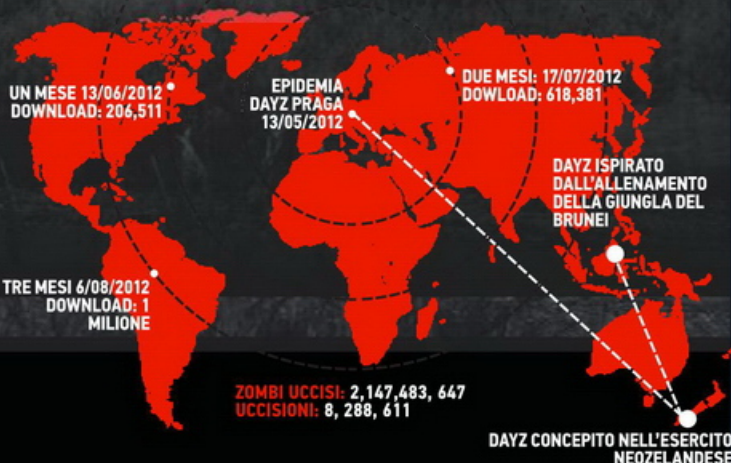 UN MESE 13/06/2012
DOWNLOAD: 206,511
EPIDEMIA
DAYZ PRAGA
13/05/2012
DUE MESI: 17/07/2012
DOWLOAD: 618,381
DAYZ ISPIRATO
DALL'ALLENAMENTO
DELLA GIUNGLA DEL
BRUNEI
TRE MESI 6/08/2012
DOWNLOAD: 1
MILIONE
ZOMBI UCCISI: 2,147,483, 647
UCCISIONI: 8, 288, 611
DAYZ CONCEPITO NELL'ESERCITO
NEOZELANDESE